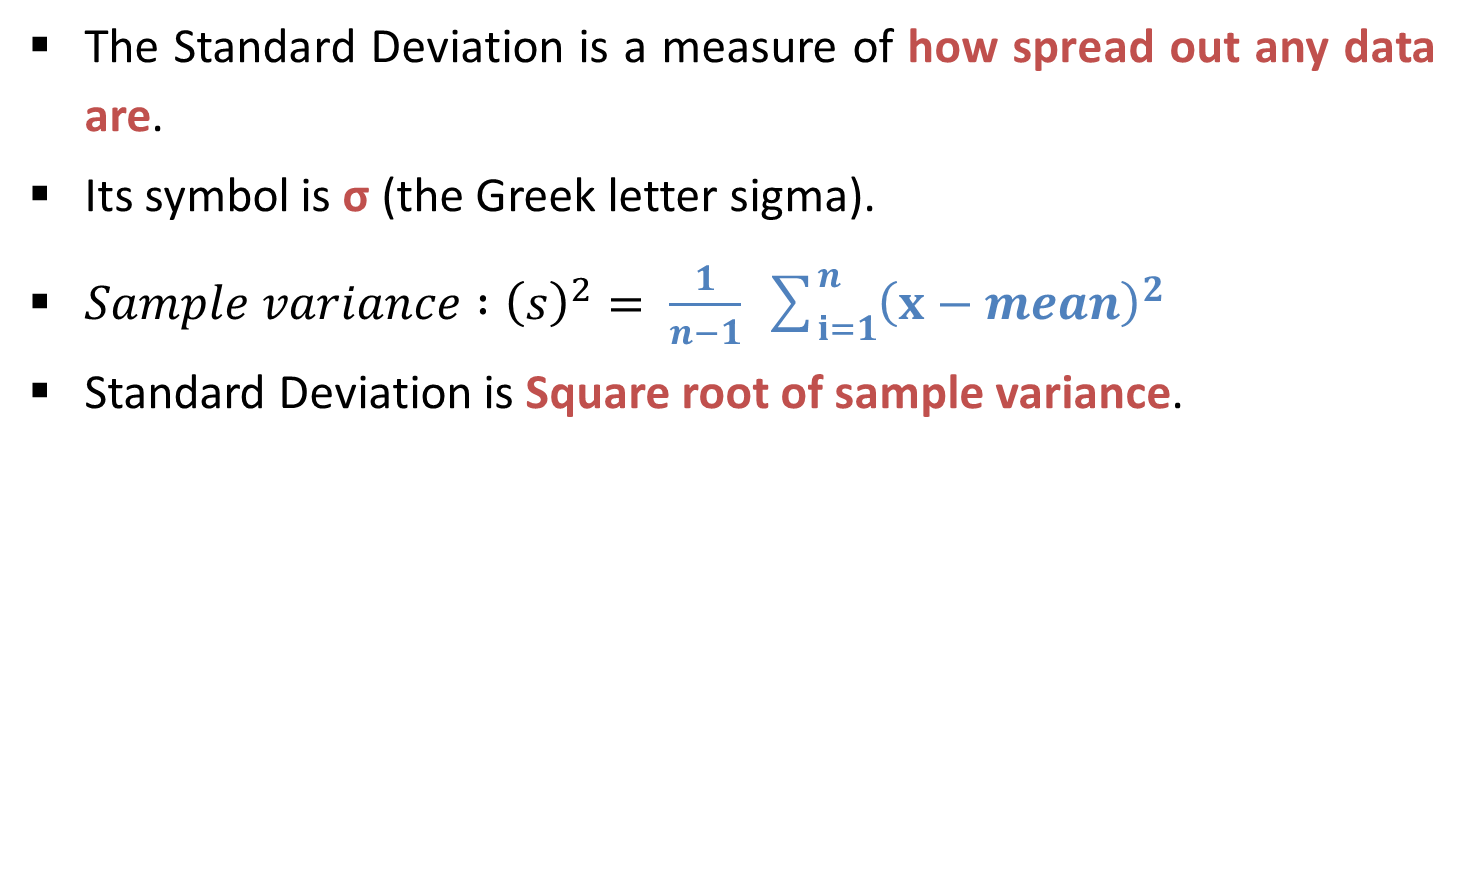 ▪ The Standard Deviation is a measure of how spread out any data
are.
▪ Its symbol is σ (the Greek letter sigma).
▪ Sample variance : (s)² = 1/(n−1) ∑ⁿᵢ₌₁(x − mean)²
▪ Standard Deviation is Square root of sample variance.